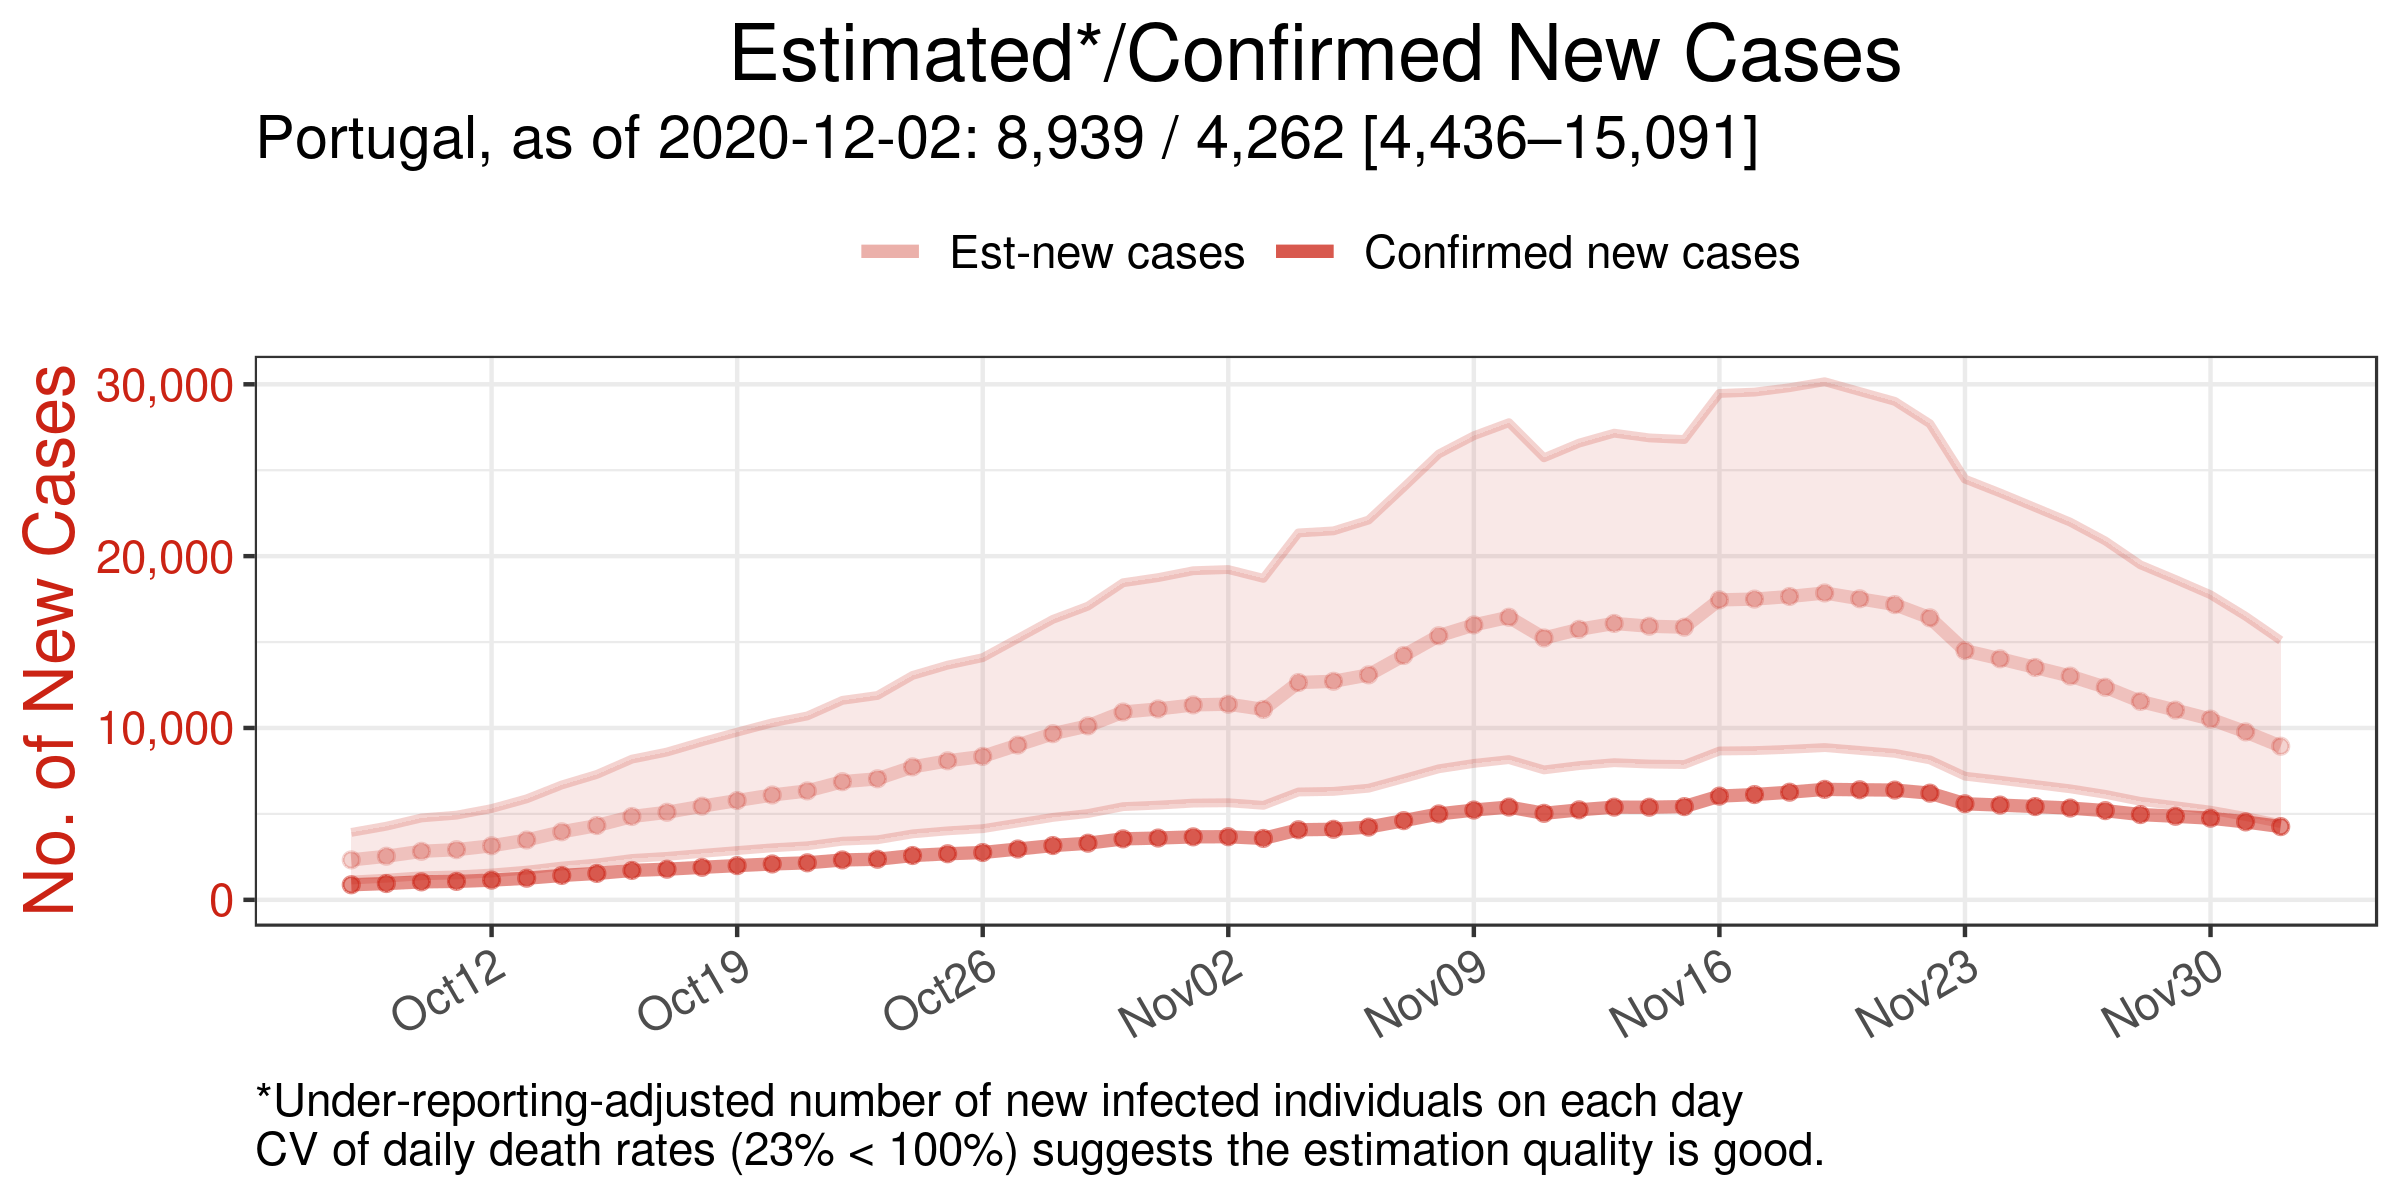 Estimated*/Confirmed New Cases
Portugal, as of 2020-12-02: 8,939 / 4,262 [4,436–15,091]
Est-new cases Confirmed new cases
No. of New Cases
30,000
20,000
10,000
0
Oct12 Oct19 Oct26 Nov02 Nov09 Nov16 Nov23 Nov30
*Under-reporting-adjusted number of new infected individuals on each day
CV of daily death rates (23% < 100%) suggests the estimation quality is good.